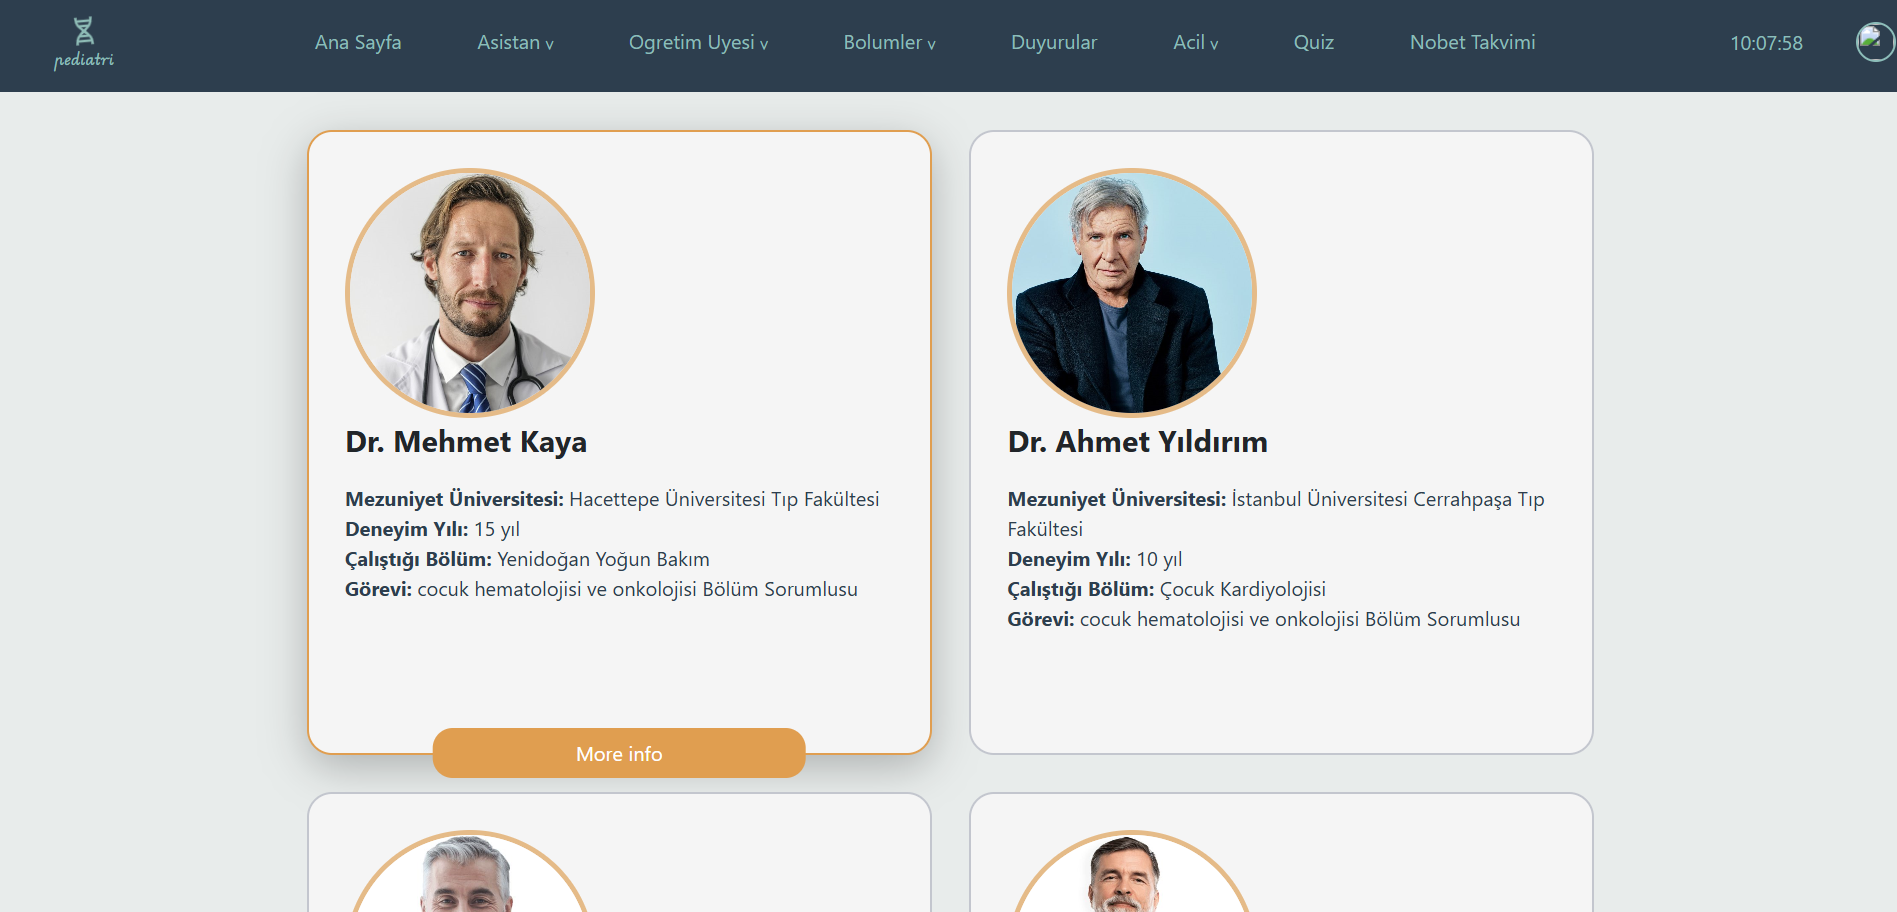 pediatri
Ana Sayfa
Asistan v
Ogretim Uyesi v
Bolumler v
Duyurular
Acil v
Quiz
Nobet Takvimi
10:07:58
Dr. Mehmet Kaya
Mezuniyet Üniversitesi: Hacettepe Üniversitesi Tıp Fakültesi
Deneyim Yılı: 15 yıl
Çalıştığı Bölüm: Yenidoğan Yoğun Bakım
Görevi: cocuk hematolojisi ve onkolojisi Bölüm Sorumlusu
More info
Dr. Ahmet Yıldırım
Mezuniyet Üniversitesi: İstanbul Üniversitesi Cerrahpaşa Tıp
Fakültesi
Deneyim Yılı: 10 yıl
Çalıştığı Bölüm: Çocuk Kardiyolojisi
Görevi: cocuk hematolojisi ve onkolojisi Bölüm Sorumlusu